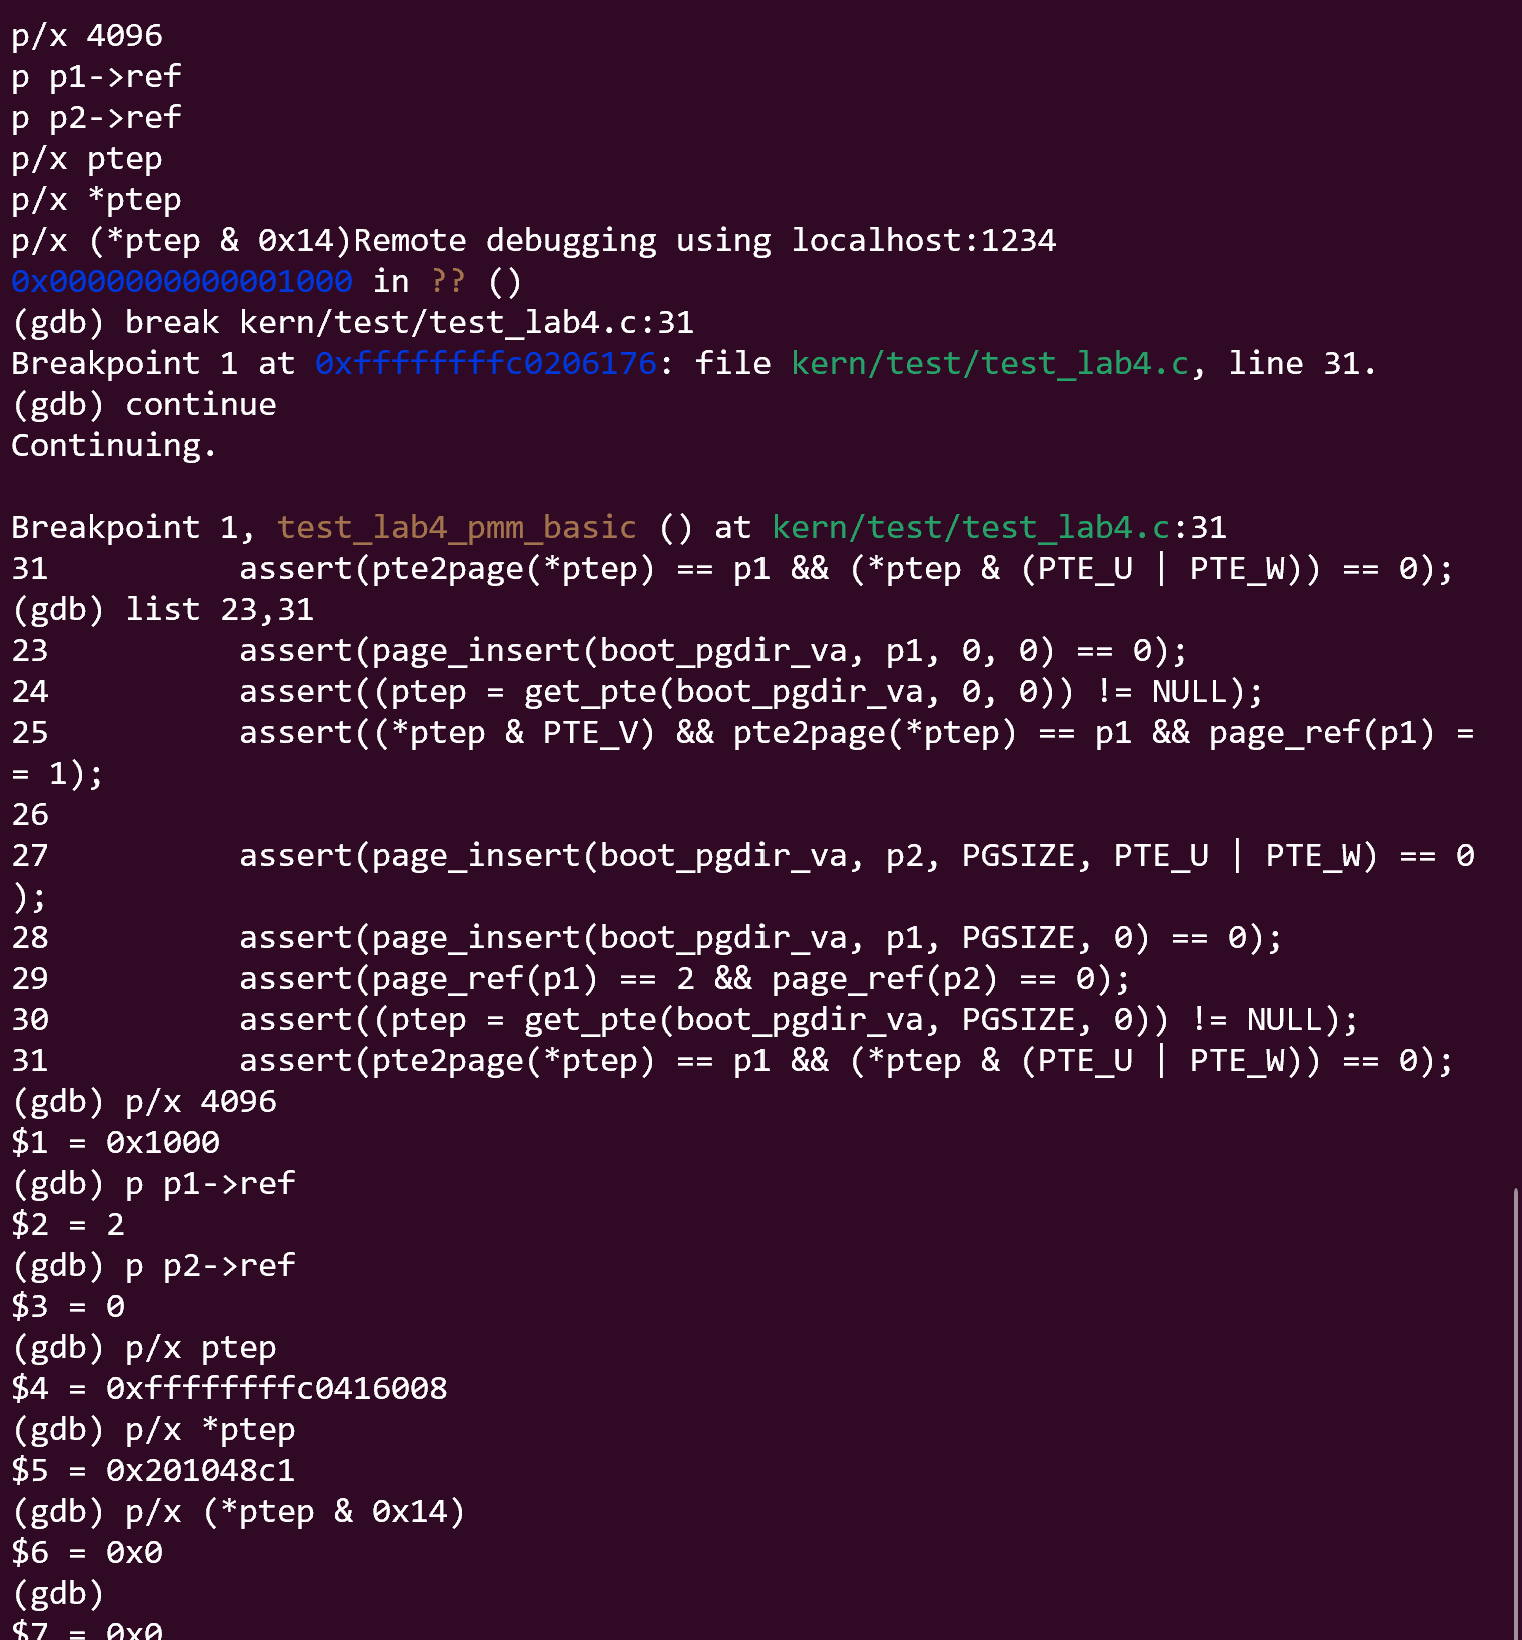 p/x 4096
p p1->ref
p p2->ref
p/x ptep
p/x *ptep
p/x (*ptep & 0x14)Remote debugging using localhost:1234
0x0000000000001000 in ?? ()
(gdb) break kern/test/test_lab4.c:31
Breakpoint 1 at 0xffffffffc0206176: file kern/test/test_lab4.c, line 31.
(gdb) continue
Continuing.

Breakpoint 1, test_lab4_pmm_basic () at kern/test/test_lab4.c:31
31          assert(pte2page(*ptep) == p1 && (*ptep & (PTE_U | PTE_W)) == 0);
(gdb) list 23,31
23          assert(page_insert(boot_pgdir_va, p1, 0, 0) == 0);
24          assert((ptep = get_pte(boot_pgdir_va, 0, 0)) != NULL);
25          assert((*ptep & PTE_V) && pte2page(*ptep) == p1 && page_ref(p1) =
= 1);
26
27          assert(page_insert(boot_pgdir_va, p2, PGSIZE, PTE_U | PTE_W) == 0
);
28          assert(page_insert(boot_pgdir_va, p1, PGSIZE, 0) == 0);
29          assert(page_ref(p1) == 2 && page_ref(p2) == 0);
30          assert((ptep = get_pte(boot_pgdir_va, PGSIZE, 0)) != NULL);
31          assert(pte2page(*ptep) == p1 && (*ptep & (PTE_U | PTE_W)) == 0);
(gdb) p/x 4096
$1 = 0x1000
(gdb) p p1->ref
$2 = 2
(gdb) p p2->ref
$3 = 0
(gdb) p/x ptep
$4 = 0xffffffffc0416008
(gdb) p/x *ptep
$5 = 0x201048c1
(gdb) p/x (*ptep & 0x14)
$6 = 0x0
(gdb)
$7 = 0x0